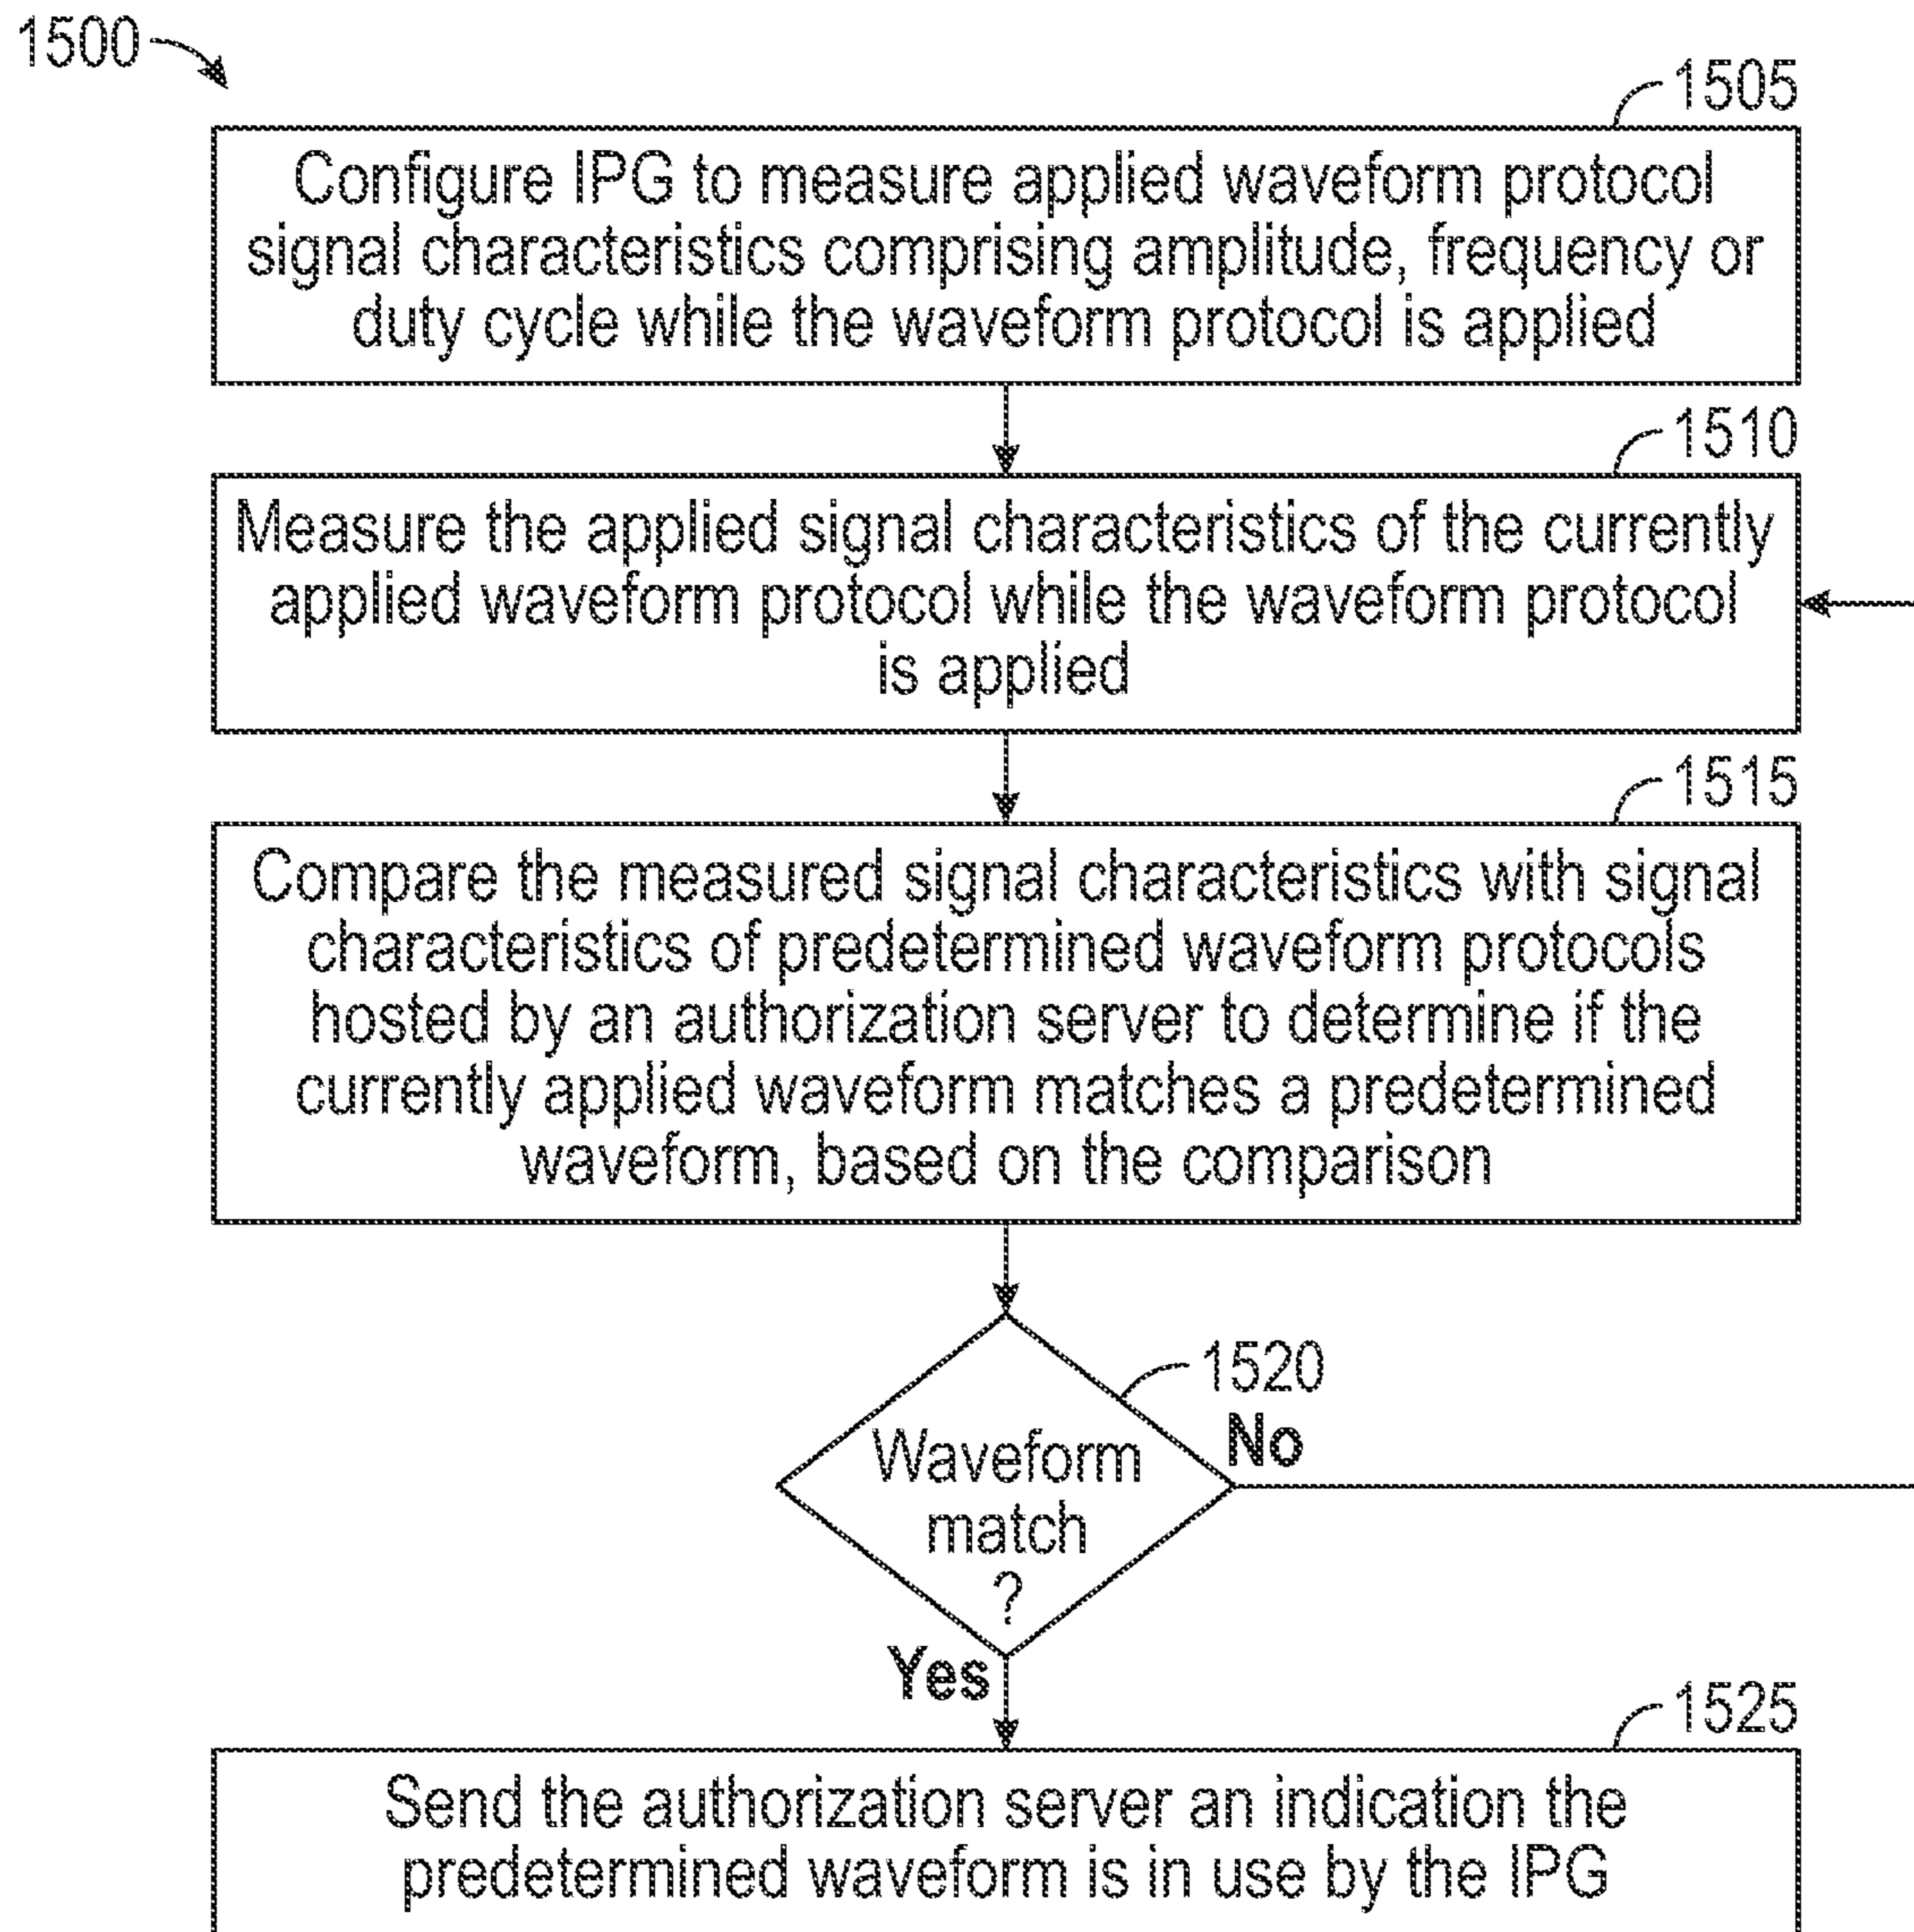 1500
1505
Configure IPG to measure applied waveform protocol
signal characteristics comprising amplitude, frequency or
duty cycle while the waveform protocol is applied
1510
Measure the applied signal characteristics of the currently
applied waveform protocol while the waveform protocol
is applied
1515
Compare the measured signal characteristics with signal
characteristics of predetermined waveform protocols
hosted by an authorization server to determine if the
currently applied waveform matches a predetermined
waveform, based on the comparison
1520
No
Waveform
match
?
Yes
1525
Send the authorization server an indication the
predetermined waveform is in use by the IPG